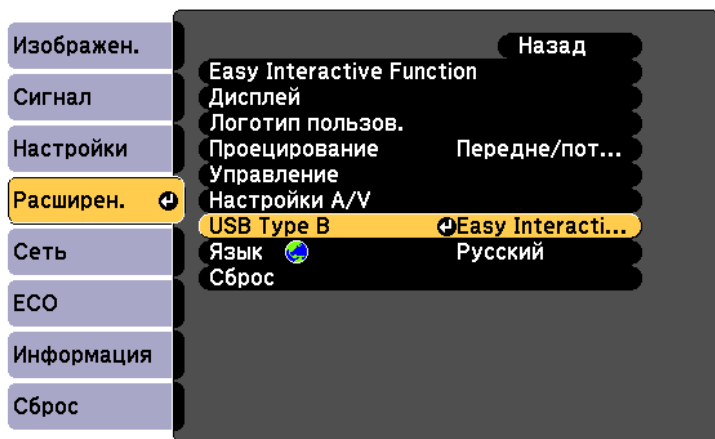 Изображен.
Сигнал
Настройки
Расширен.
Сеть
ECO
Информация
Сброс
Назад
Easy Interactive Function
Дисплей
Логотип пользов.
Проецирование Передне/пот...
Управление
Настройки A/V
USB Type B Easy Interacti...
Язык Русский
Сброс